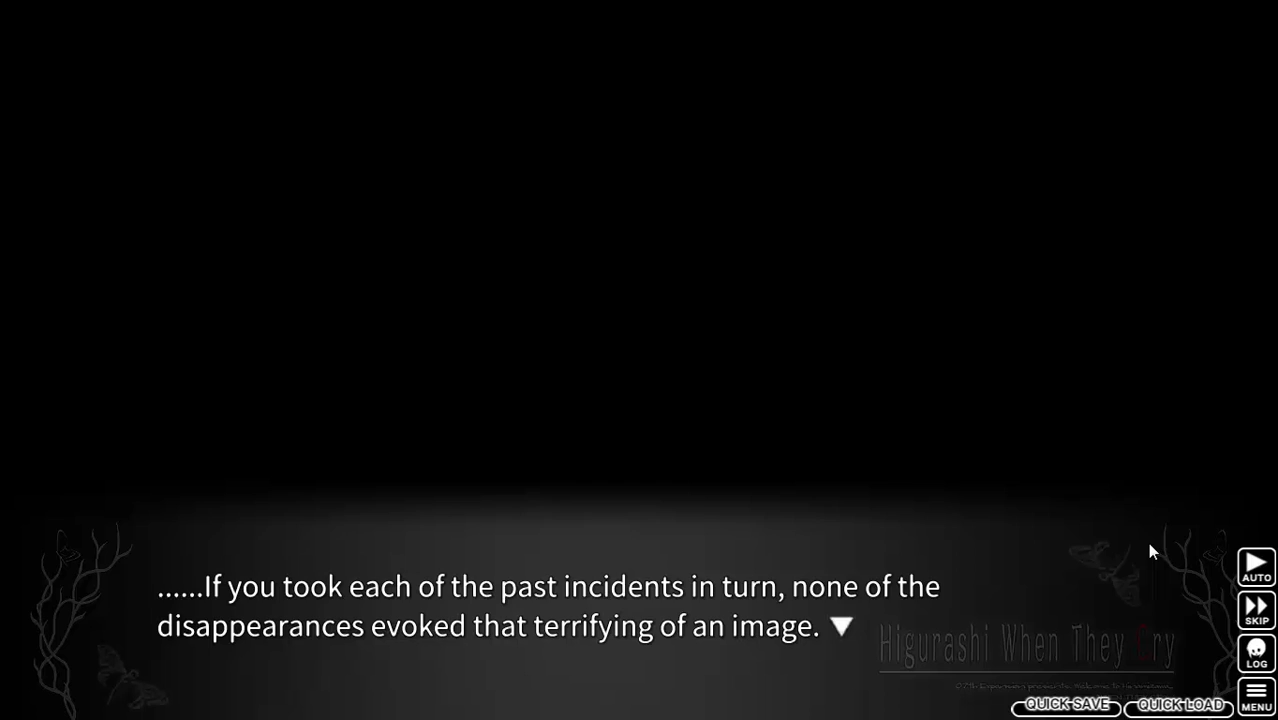 ......If you took each of the past incidents in turn, none of the
disappearances evoked that terrifying of an image.
Higurashi When They Cry
AUTO
SKIP
LOG
MENU
QUICK SAVE
QUICK LOAD